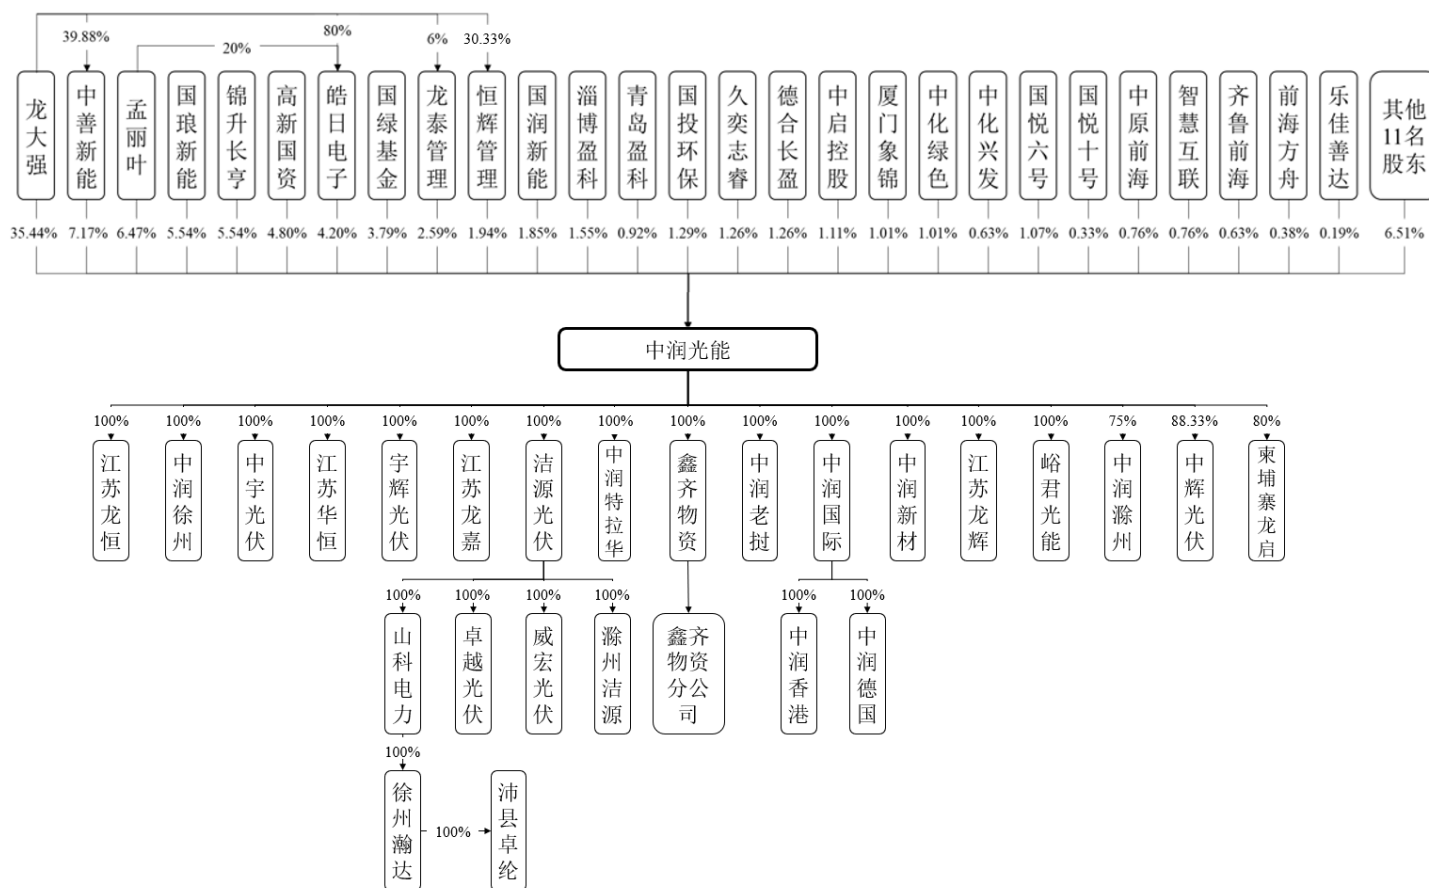 39.88%
80%
6%
30.33%
20%
龙大强
中善新能
孟丽叶
国琅新能
锦升长亨
高新国资
皓日电子
国绿基金
龙泰管理
恒辉管理
国润新能
淄博盈科
青岛盈科
国投环保
久奕志睿
德合长盈
中启控股
厦门象锦
中化绿色
中化兴发
国悦六号
国悦十号
中原前海
智慧互联
齐鲁前海
前海方舟
乐佳善达
其他
11名
股东
35.44%
7.17%
6.47%
5.54%
5.54%
4.80%
4.20%
3.79%
2.59%
1.94%
1.85%
1.55%
0.92%
1.29%
1.26%
1.26%
1.11%
1.01%
1.01%
0.63%
1.07%
0.33%
0.76%
0.76%
0.63%
0.38%
0.19%
6.51%
中润光能
100%
100%
100%
100%
100%
100%
100%
100%
100%
100%
100%
100%
100%
100%
75%
88.33%
80%
江苏龙恒
中润徐州
中宇光伏
江苏华恒
宇辉光伏
江苏龙嘉
洁源光伏
中润特拉华
鑫齐物资
中润老挝
中润国际
中润新材
江苏龙辉
峪君光能
中润滁州
中辉光伏
柬埔寨龙启
100%
100%
100%
100%
100%
100%
山科电力
卓越光伏
威宏光伏
滁州洁源
鑫齐
物资
分公
司
中润香港
中润德国
100%
徐州瀚达
100%
沛县卓纶